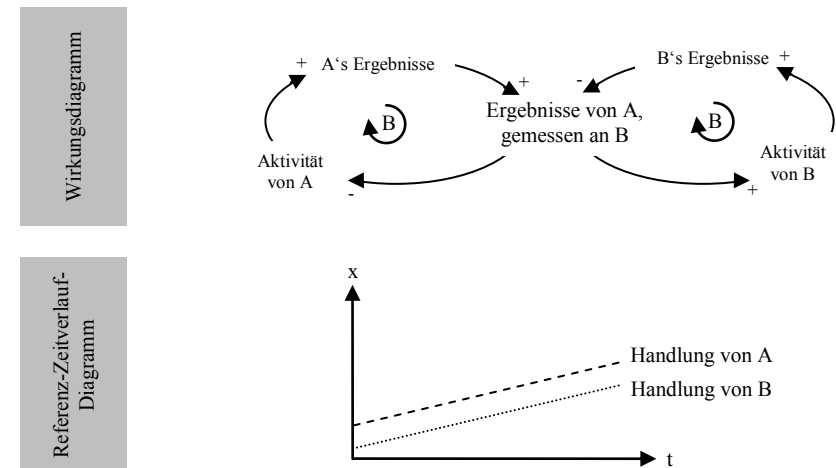 Wirkungsdiagramm
+ A‘s Ergebnisse
+
-
B‘s Ergebnisse +
Ergebnisse von A,
gemessen an B
B
B
Aktivität
von A
-
Aktivität
von B
+
Referenz-Zeitverlauf-
Diagramm
x
Handlung von A
Handlung von B
t